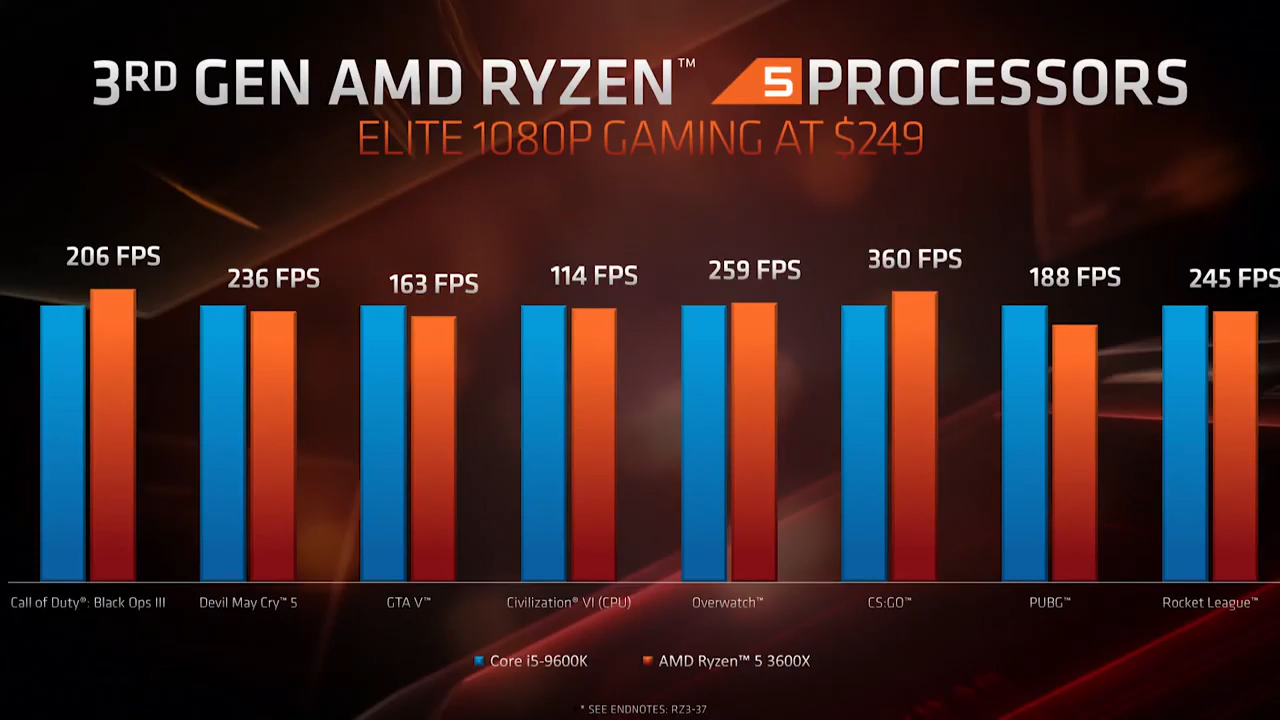 3RD GEN AMD RYZEN™ 5 PROCESSORS
ELITE 1080P GAMING AT $249
206 FPS
236 FPS
163 FPS
114 FPS
259 FPS
360 FPS
188 FPS
245 FPS
Call of Duty®: Black Ops III
Devil May Cry™ 5
GTA V™
Civilization® VI (CPU)
Overwatch™
CS:GO™
PUBG™
Rocket League™
Core i5-9600K
AMD Ryzen™ 5 3600X
* SEE ENDNOTES: RZ3-37